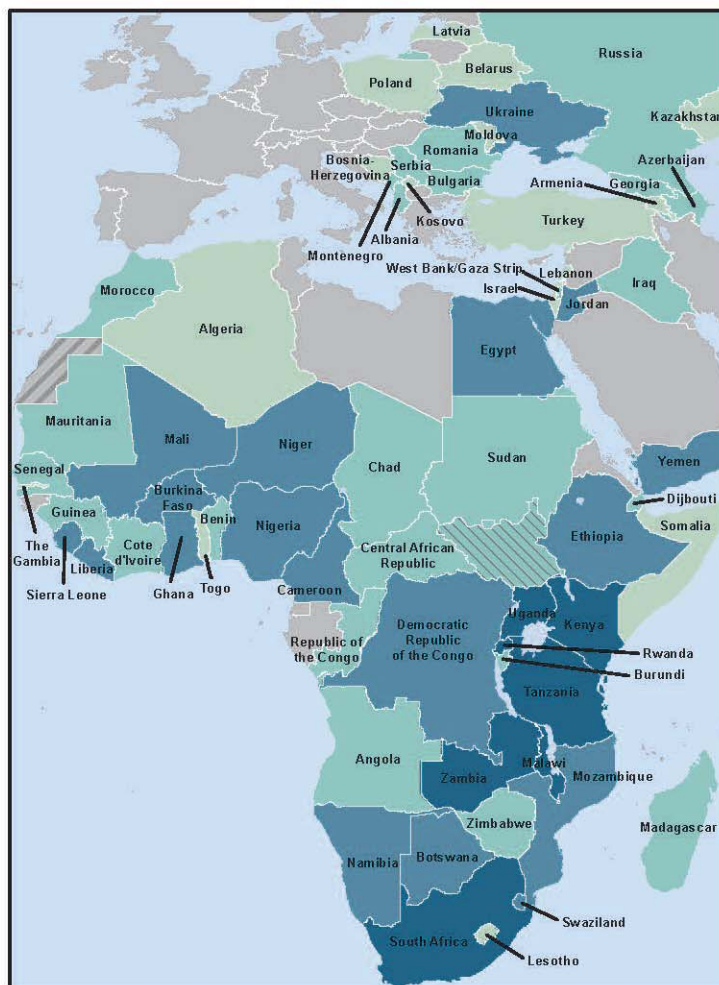 Latvia
Russia
Belarus
Poland
Ukraine
Kazakhstan
Moldova
Romania
Azerbaijan
Bosnia-
Herzegovina
Serbia
Georgia
Bulgaria
Armenia
Kosovo
Turkey
Albania
Montenegro
West Bank/Gaza Strip
Lebanon
Israel
Iraq
Morocco
Jordan
Algeria
Egypt
Mauritania
Mali
Niger
Yemen
Senegal
Chad
Sudan
Burkina
Faso
Dijbouti
Guinea
Benin
Nigeria
Somalia
Ethiopia
The
Gambia
Cote
d'Ivoire
Central African
Republic
Liberia
Ghana
Togo
Cameroon
Sierra Leone
Uganda
Kenya
Democratic
Republic
of the Congo
Republic of
the Congo
Rwanda
Burundi
Tanzania
Angola
Malawi
Zambia
Mozambique
Zimbabwe
Madagascar
Namibia
Botswana
Swaziland
South Africa
Lesotho